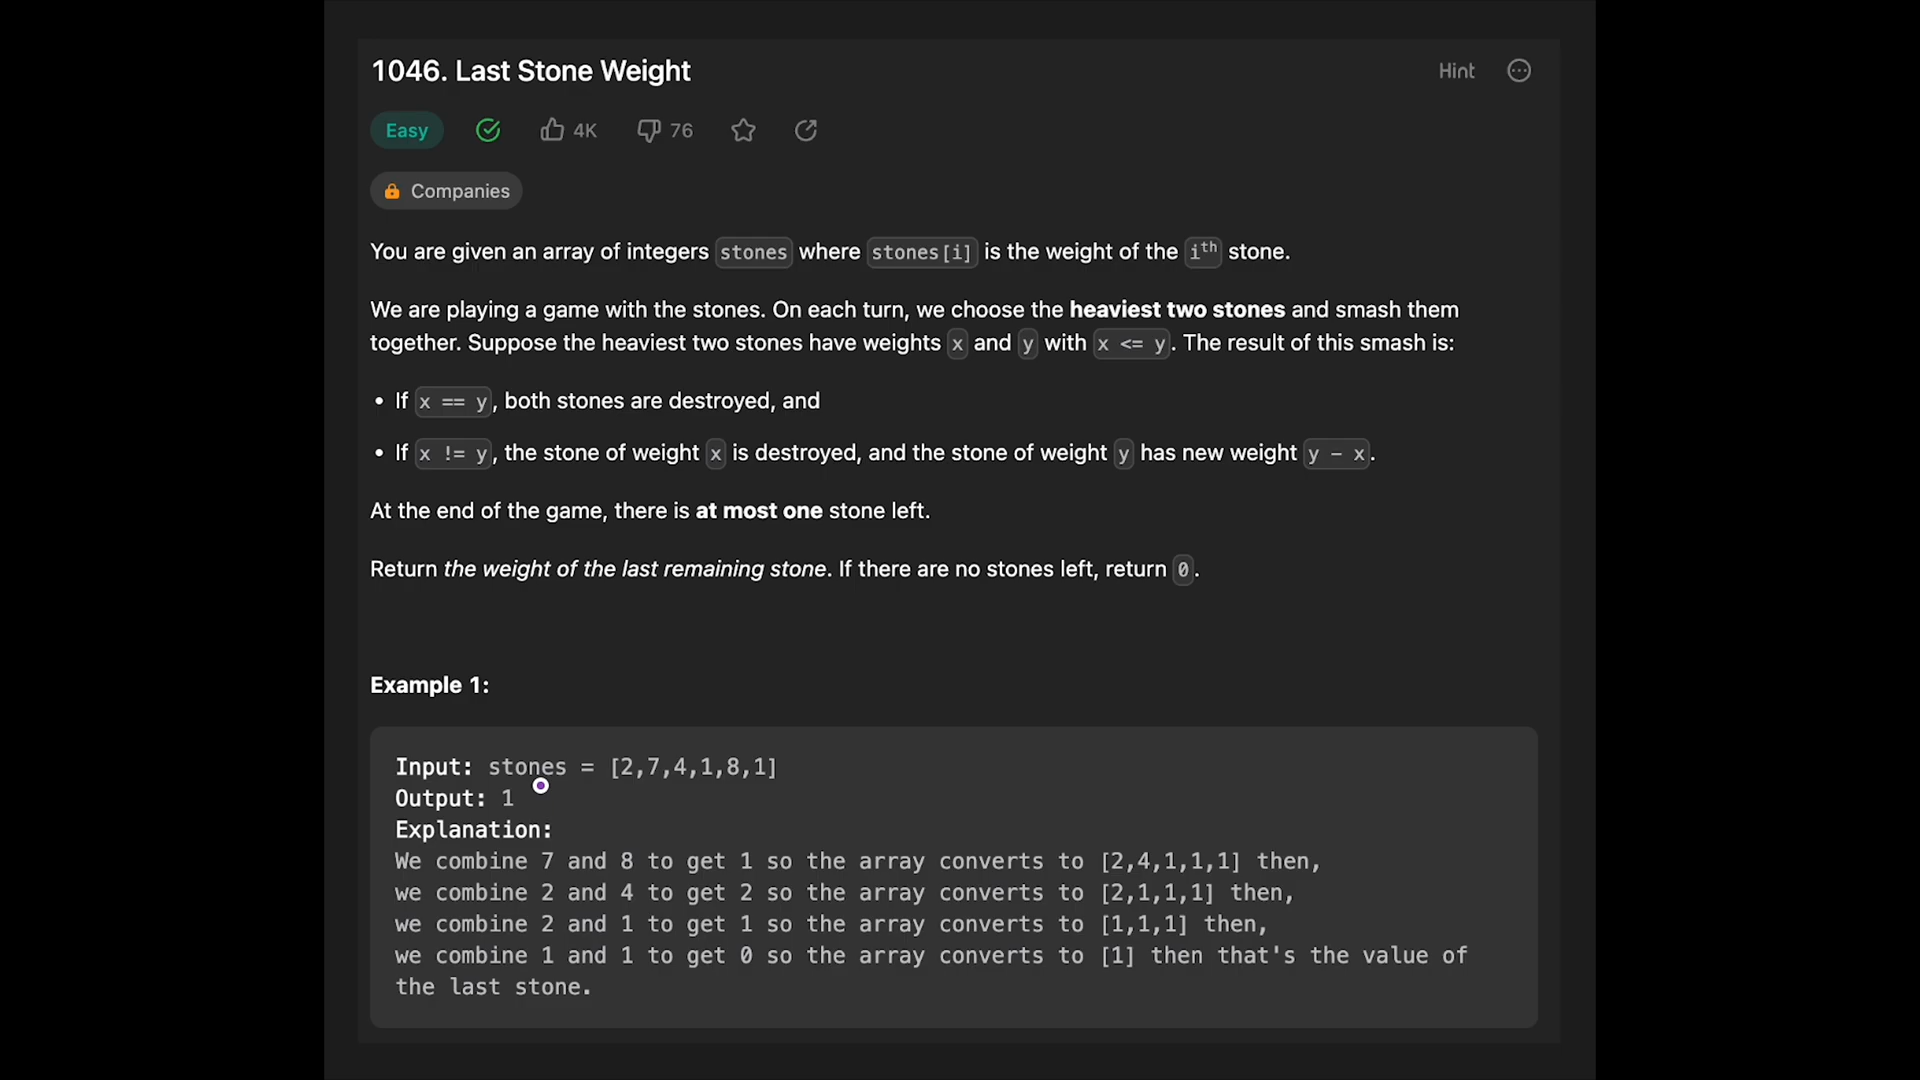 1046. Last Stone Weight
Hint
Easy
4K
76
Companies
You are given an array of integers stones where stones[i] is the weight of the ith stone.
We are playing a game with the stones. On each turn, we choose the heaviest two stones and smash them
together. Suppose the heaviest two stones have weights x and y with x <= y. The result of this smash is:
• If x == y, both stones are destroyed, and
• If x != y, the stone of weight x is destroyed, and the stone of weight y has new weight y - x.
At the end of the game, there is at most one stone left.
Return the weight of the last remaining stone. If there are no stones left, return 0.
Example 1:
Input: stones = [2,7,4,1,8,1]
Output: 1
Explanation:
We combine 7 and 8 to get 1 so the array converts to [2,4,1,1,1] then,
we combine 2 and 4 to get 2 so the array converts to [2,1,1,1] then,
we combine 2 and 1 to get 1 so the array converts to [1,1,1] then,
we combine 1 and 1 to get 0 so the array converts to [1] then that's the value of
the last stone.